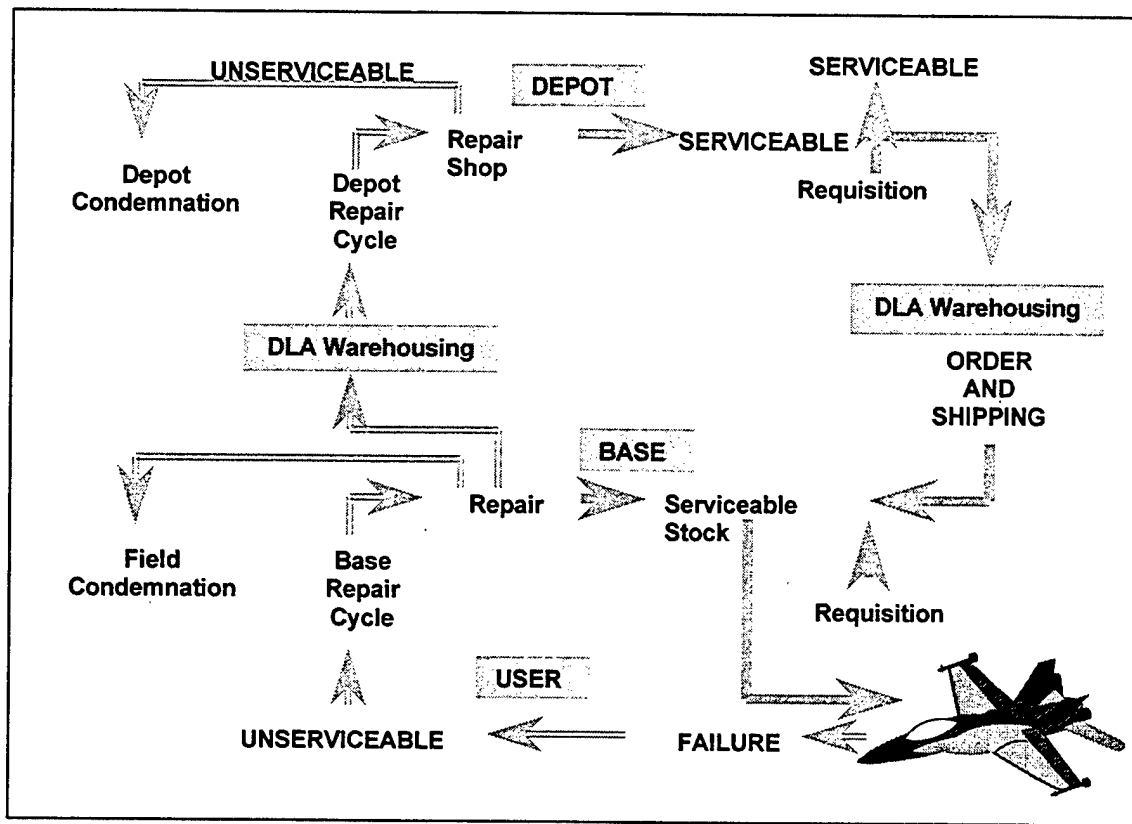 UNSERVICEABLE
DEPOT
SERVICEABLE
Repair
Shop
SERVICEABLE
Depot
Condemnation
Depot
Repair
Cycle
Requisition
DLA Warehousing
DLA Warehousing
ORDER
AND
SHIPPING
BASE
Repair
Serviceable
Stock
Field
Condemnation
Base
Repair
Cycle
Requisition
USER
UNSERVICEABLE
FAILURE